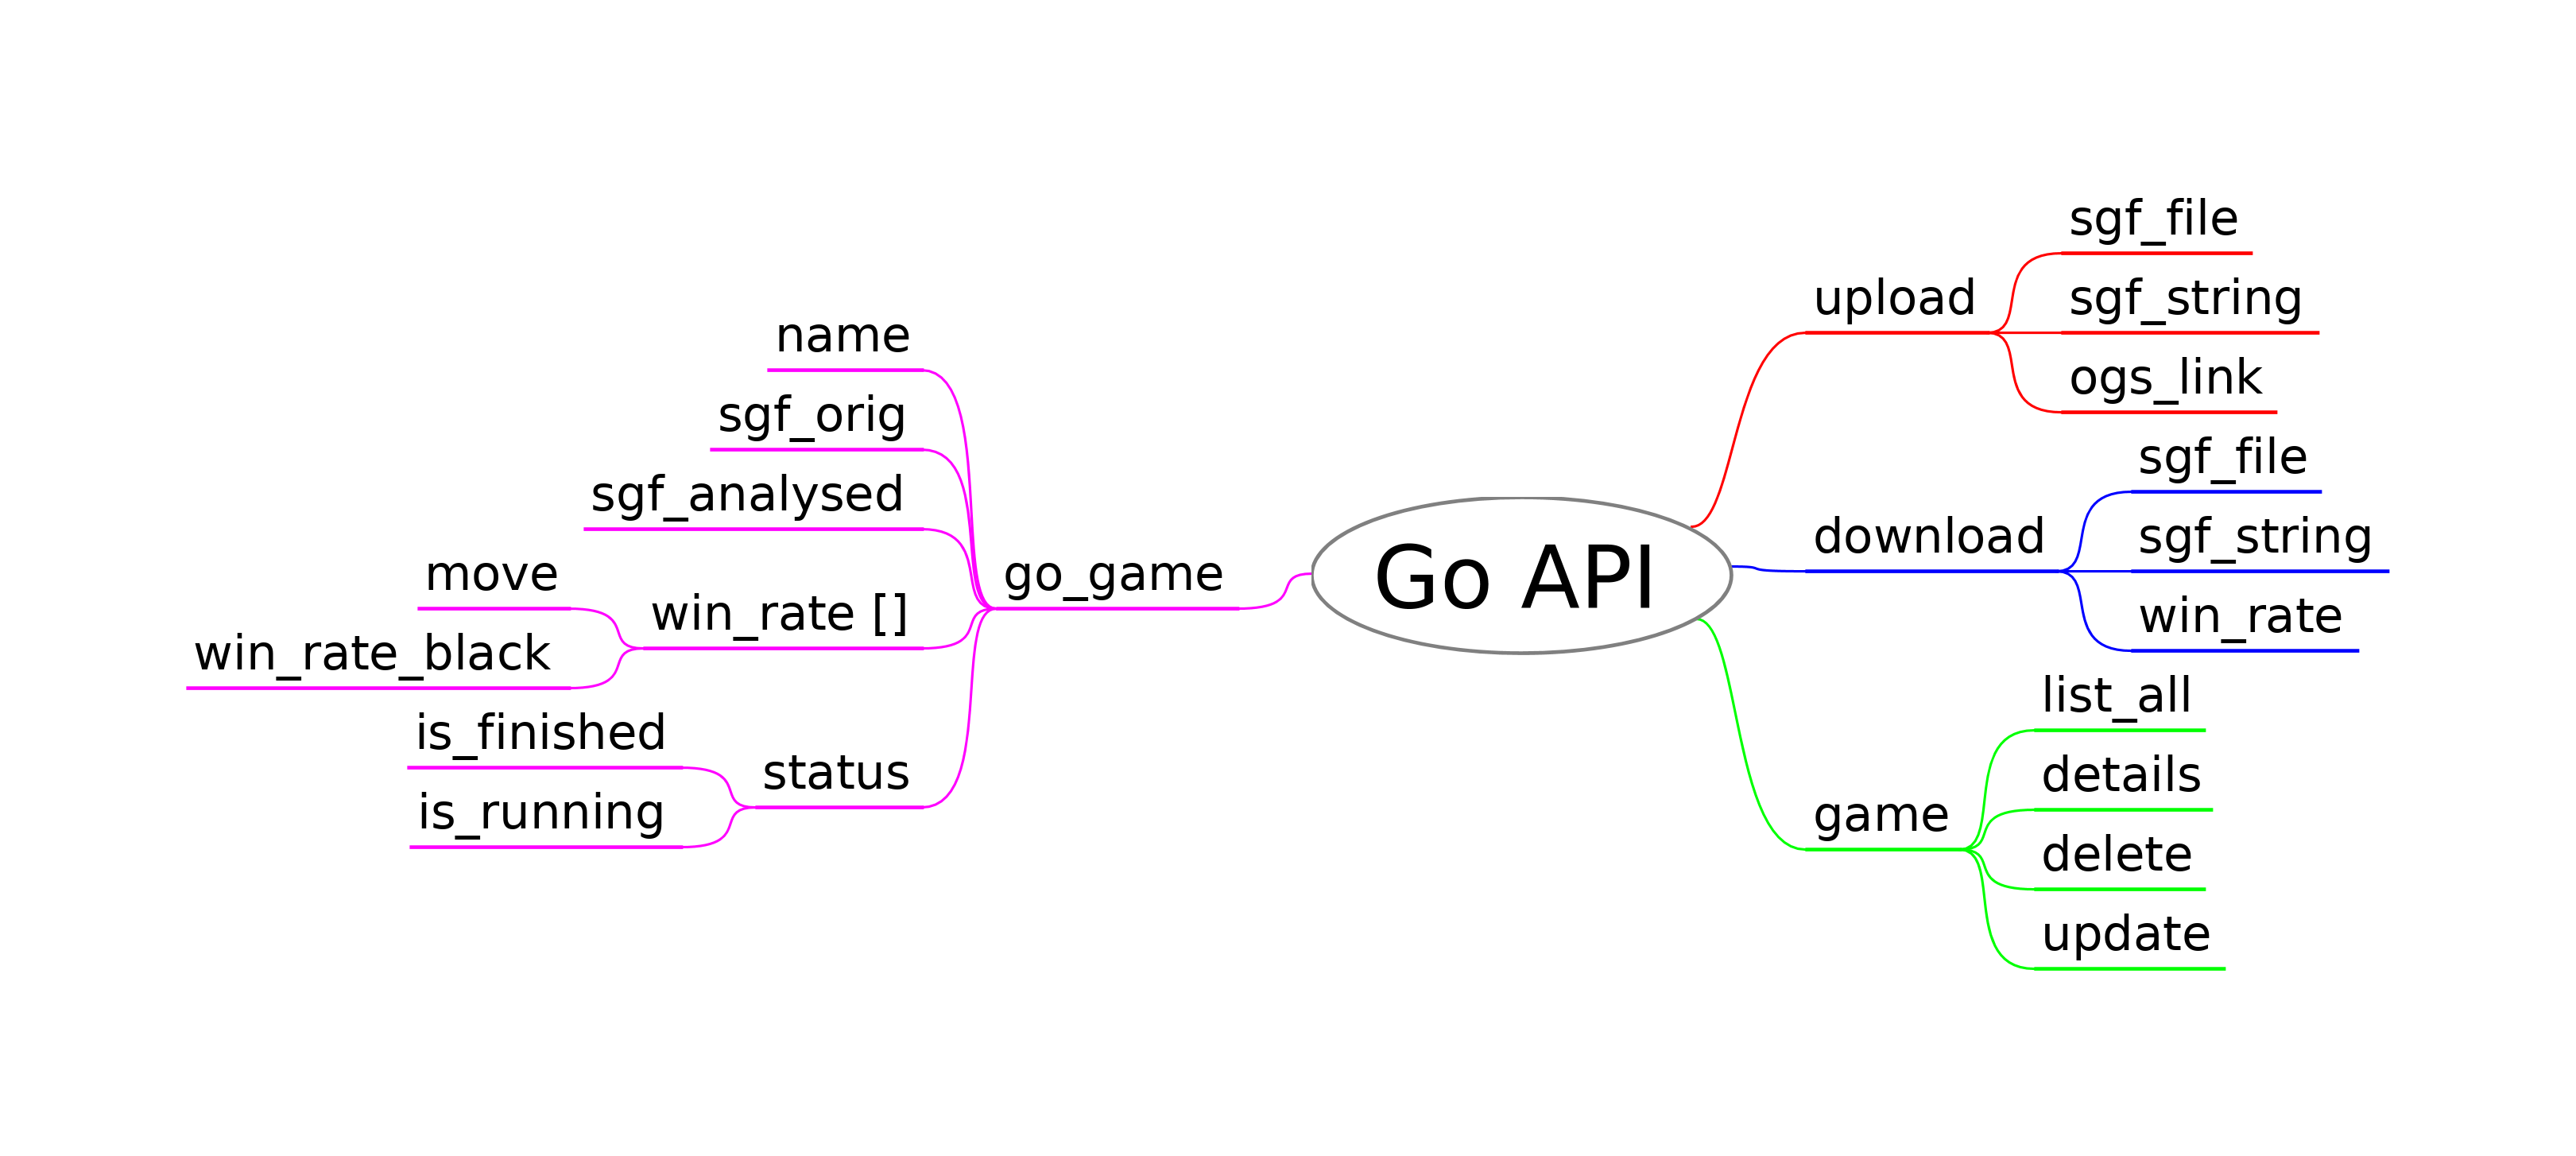 Go API
upload
sgf_file
sgf_string
ogs_link
download
sgf_file
sgf_string
win_rate
game
list_all
details
delete
update
go_game
name
sgf_orig
sgf_analysed
win_rate []
move
win_rate_black
status
is_finished
is_running